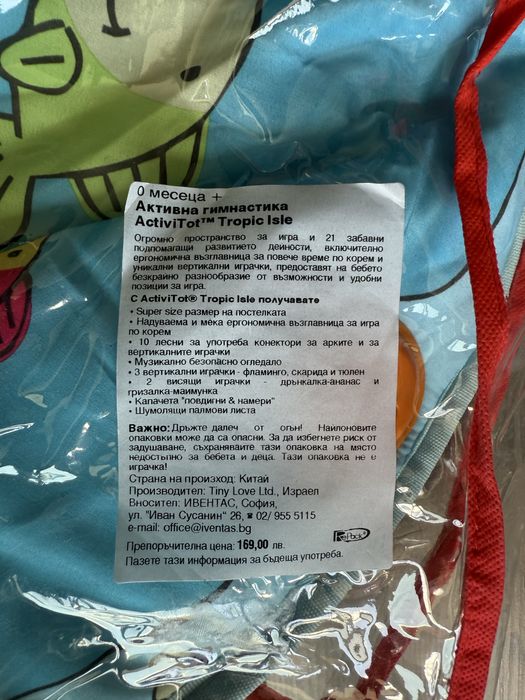 0 месеца +
Активна гимнастика
ActiviTot™ Tropic Isle
Огромно пространство за игра и 21 забавни
подпомагащи развитието дейности, включително
ергономична възглавница за повече време по корем и
уникални вертикални играчки, предоставят на бебето
безкрайно разнообразие от възможности и удобни
позиции за игра.
С ActiviTot® Tropic Isle получавате
• Super size размер на постелката
• Надуваема и мека ергономична възглавница за игра
по корем
• 10 лесни за употреба конектори за арките и за
вертикалните играчки
• Музикално безопасно огледало
• 3 вертикални играчки - фламинго, скарида и тюлен
• 2 висящи играчки - дрънкалка-ананас и
гризалка-маймунка
• Капачета "повдигни & намери"
• Шумолящи палмови листа
Важно: Дръжте далеч от огън! Найлоновите
опаковки може да са опасни. За да избегнете риск от
задушаване, съхранявайте тази опаковка на място
недостъпно за бебета и деца. Тази опаковка не е
играчка!
Страна на произход: Китай
Производител: Tiny Love Ltd., Израел
Вносител: ИВЕНТАС, София,
ул. "Иван Сусанин" 26, ☎ 02/ 955 5115
e-mail: office@iventas.bg
Препоръчителна цена: 169,00 лв.
Пазете тази информация за бъдеща употреба.